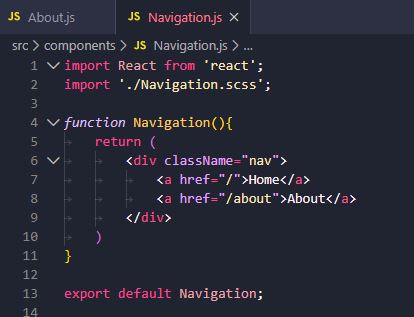 JS About.js JS Navigation.js
src > components > JS Navigation.js > ...
1 import React from 'react';
2 import './Navigation.scss';
3
4 function Navigation(){
5 return (
6 <div className="nav">
7 <a href="/">Home</a>
8 <a href="/about">About</a>
9 </div>
10 )
11 }
12
13 export default Navigation;
14